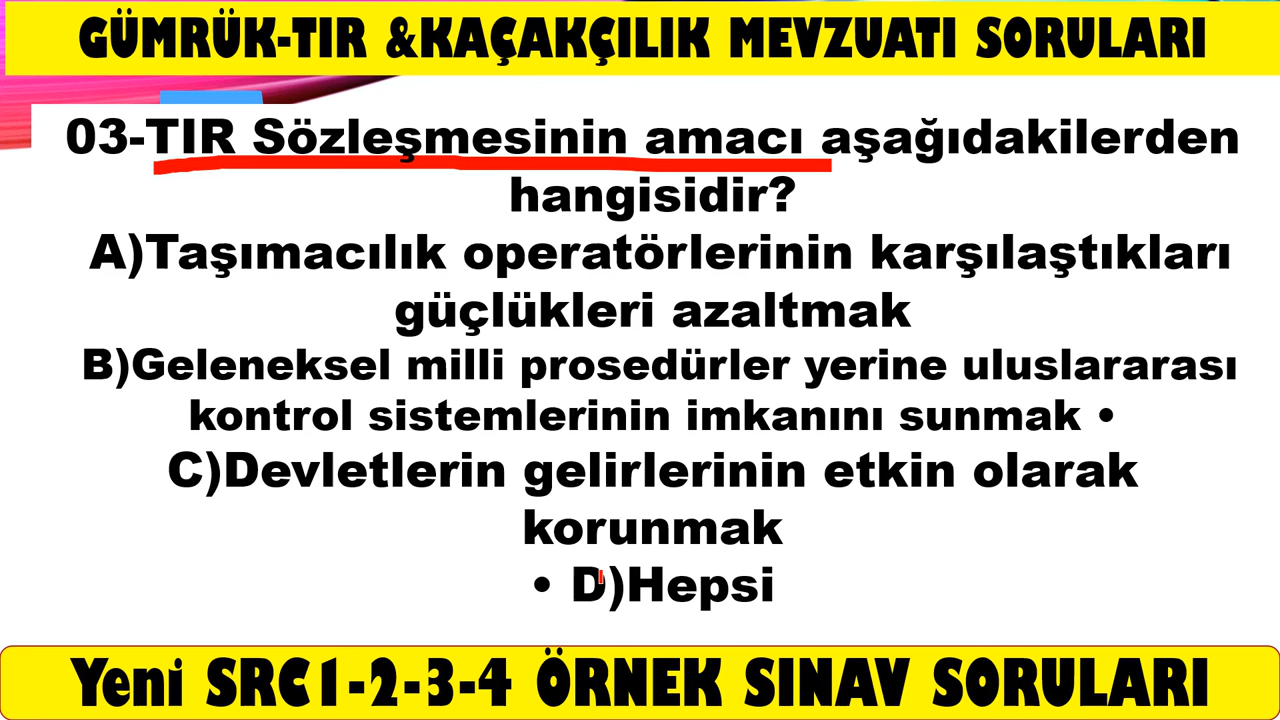 GÜMRÜK-TIR &KAÇAKÇILIK MEVZUATI SORULARI
03-TIR Sözleşmesinin amacı aşağıdakilerden
hangisidir?
A)Taşımacılık operatörlerinin karşılaştıkları
güçlükleri azaltmak
B)Geleneksel milli prosedürler yerine uluslararası
kontrol sistemlerinin imkanını sunmak •
C)Devletlerin gelirlerinin etkin olarak
korunmak
• D)Hepsi
Yeni SRC1-2-3-4 ÖRNEK SINAV SORULARI